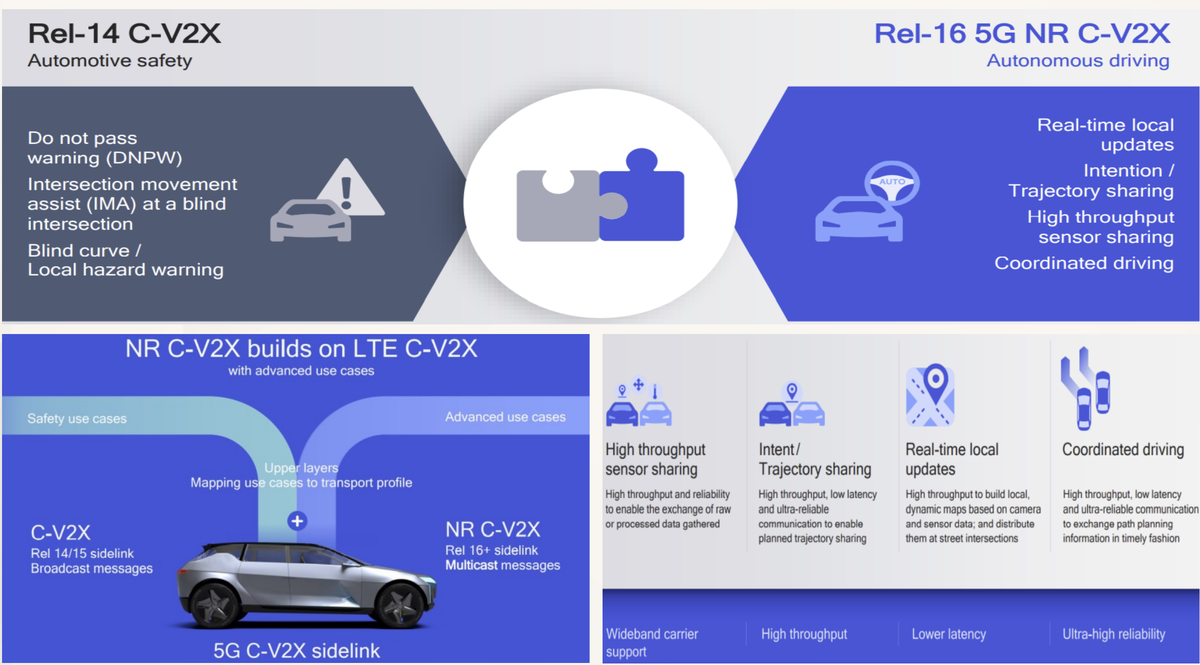 Rel-14 C-V2X
Automotive safety
Rel-16 5G NR C-V2X
Autonomous driving
Do not pass
warning (DNPW)
Intersection movement
assist (IMA) at a blind
intersection
Blind curve /
Local hazard warning
AUTO
Real-time local
updates
Intention /
Trajectory sharing
High throughput
sensor sharing
Coordinated driving
NR C-V2X builds on LTE C-V2X
with advanced use cases
Safety use cases
Advanced use cases
Upper layers
Mapping use cases to transport profile
C-V2X
Rel 14/15 sidelink
Broadcast messages
NR C-V2X
Rel 16+ sidelink
Multicast messages
5G C-V2X sidelink
High throughput
sensor sharing
High throughput and reliability
to enable the exchange of raw
or processed data gathered
Intent/
Trajectory sharing
High throughput, low latency
and ultra-reliable
communication to enable
planned trajectory sharing
Real-time local
updates
High throughput to build local,
dynamic maps based on camera
and sensor data; and distribute
them at street intersections
Coordinated driving
High throughput, low latency
and ultra-reliable communication
to exchange path planning
information in timely fashion
Wideband carrier
support
High throughput
Lower latency
Ultra-high reliability